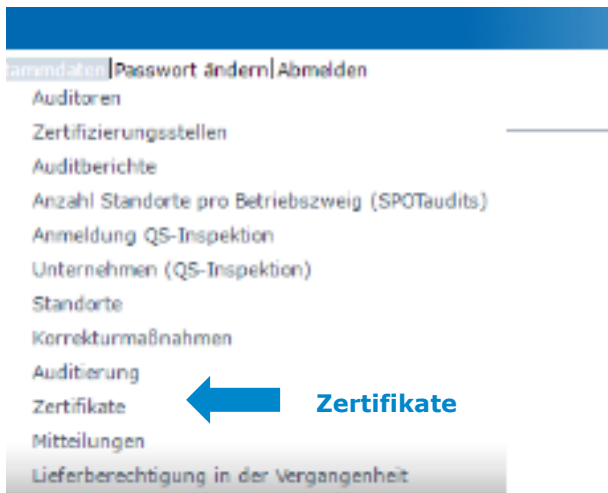 Stammdaten|Passwort ändern|Abmelden
Auditoren
Zertifizierungsstellen
Auditberichte
Anzahl Standorte pro Betriebszweig (SPOTaudits)
Anmeldung QS-Inspektion
Unternehmen (QS-Inspektion)
Standorte
Korrekturmaßnahmen
Auditierung
Zertifikate
Zertifikate
Mitteilungen
Lieferberechtigung in der Vergangenheit